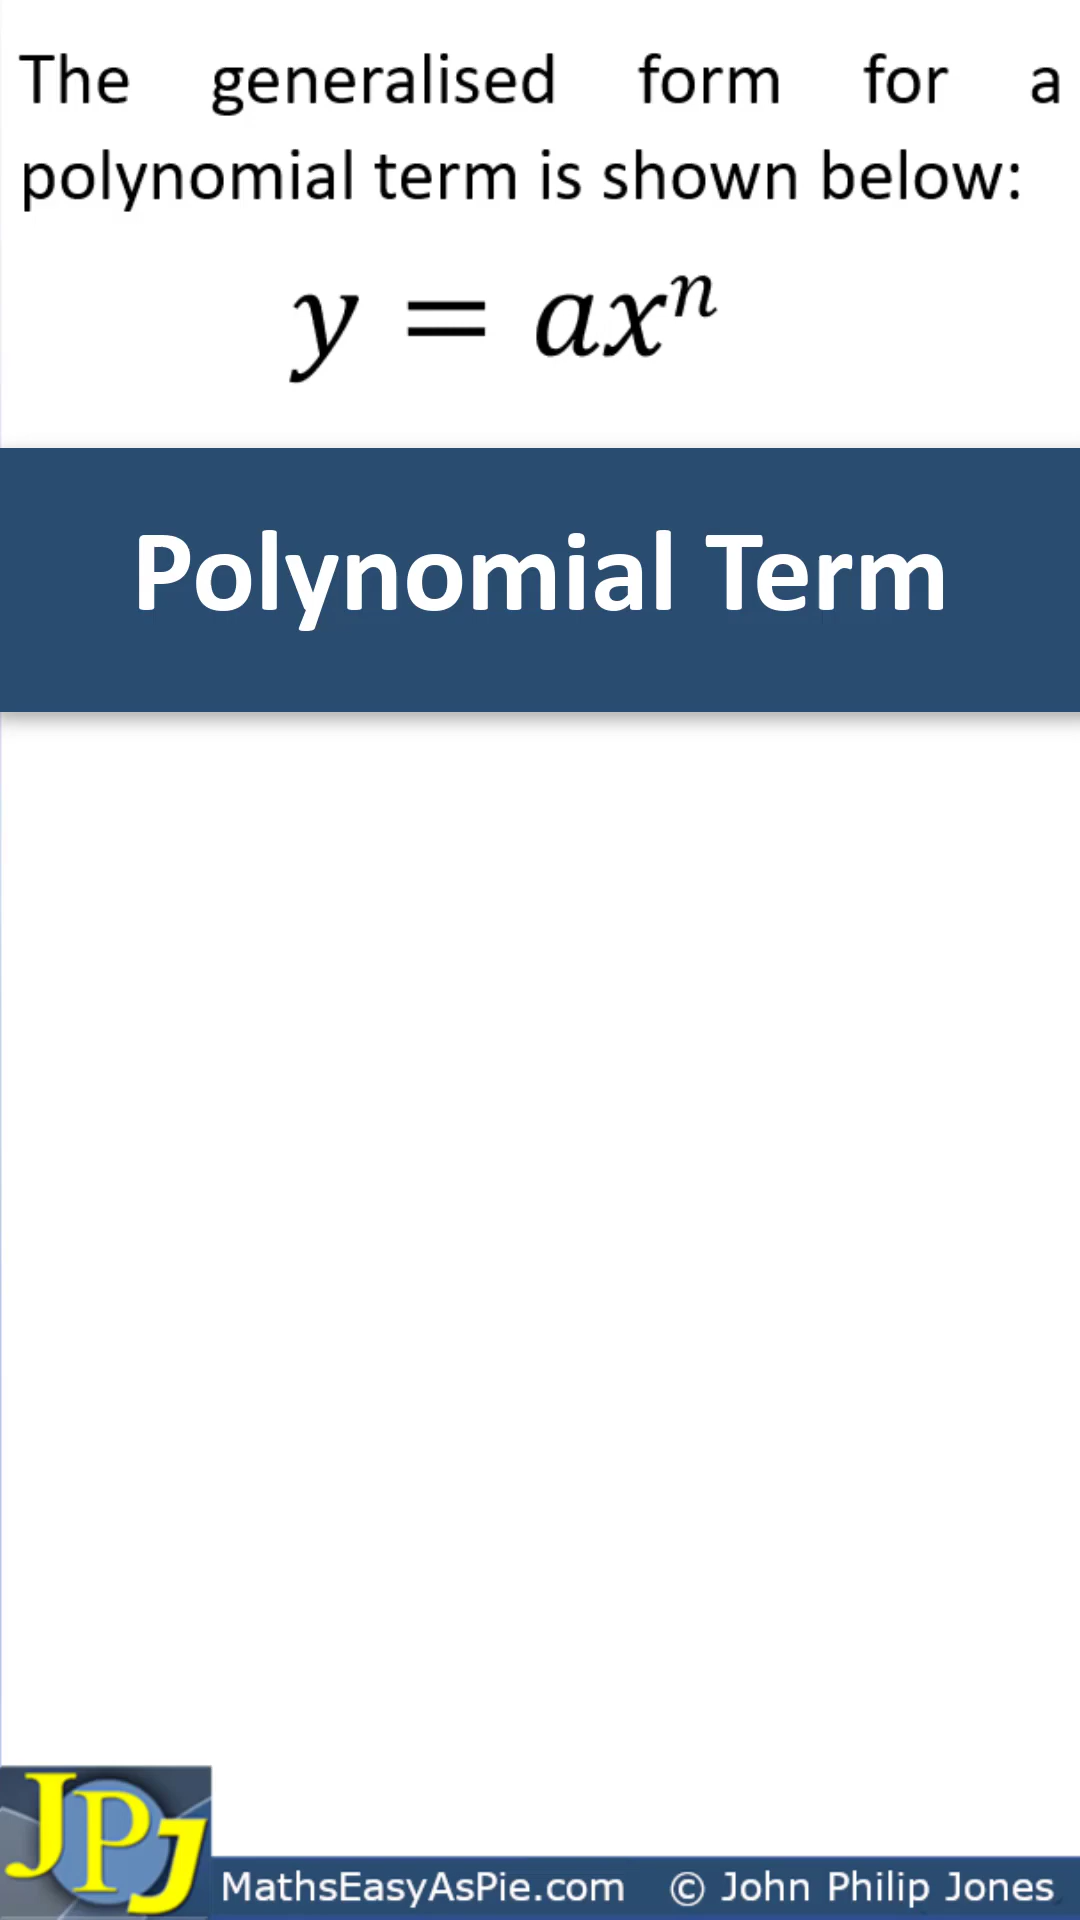 The generalised form for a
polynomial term is shown below:
y = axⁿ
Polynomial Term
JPJ
MathsEasyAsPie.com © John Philip Jones